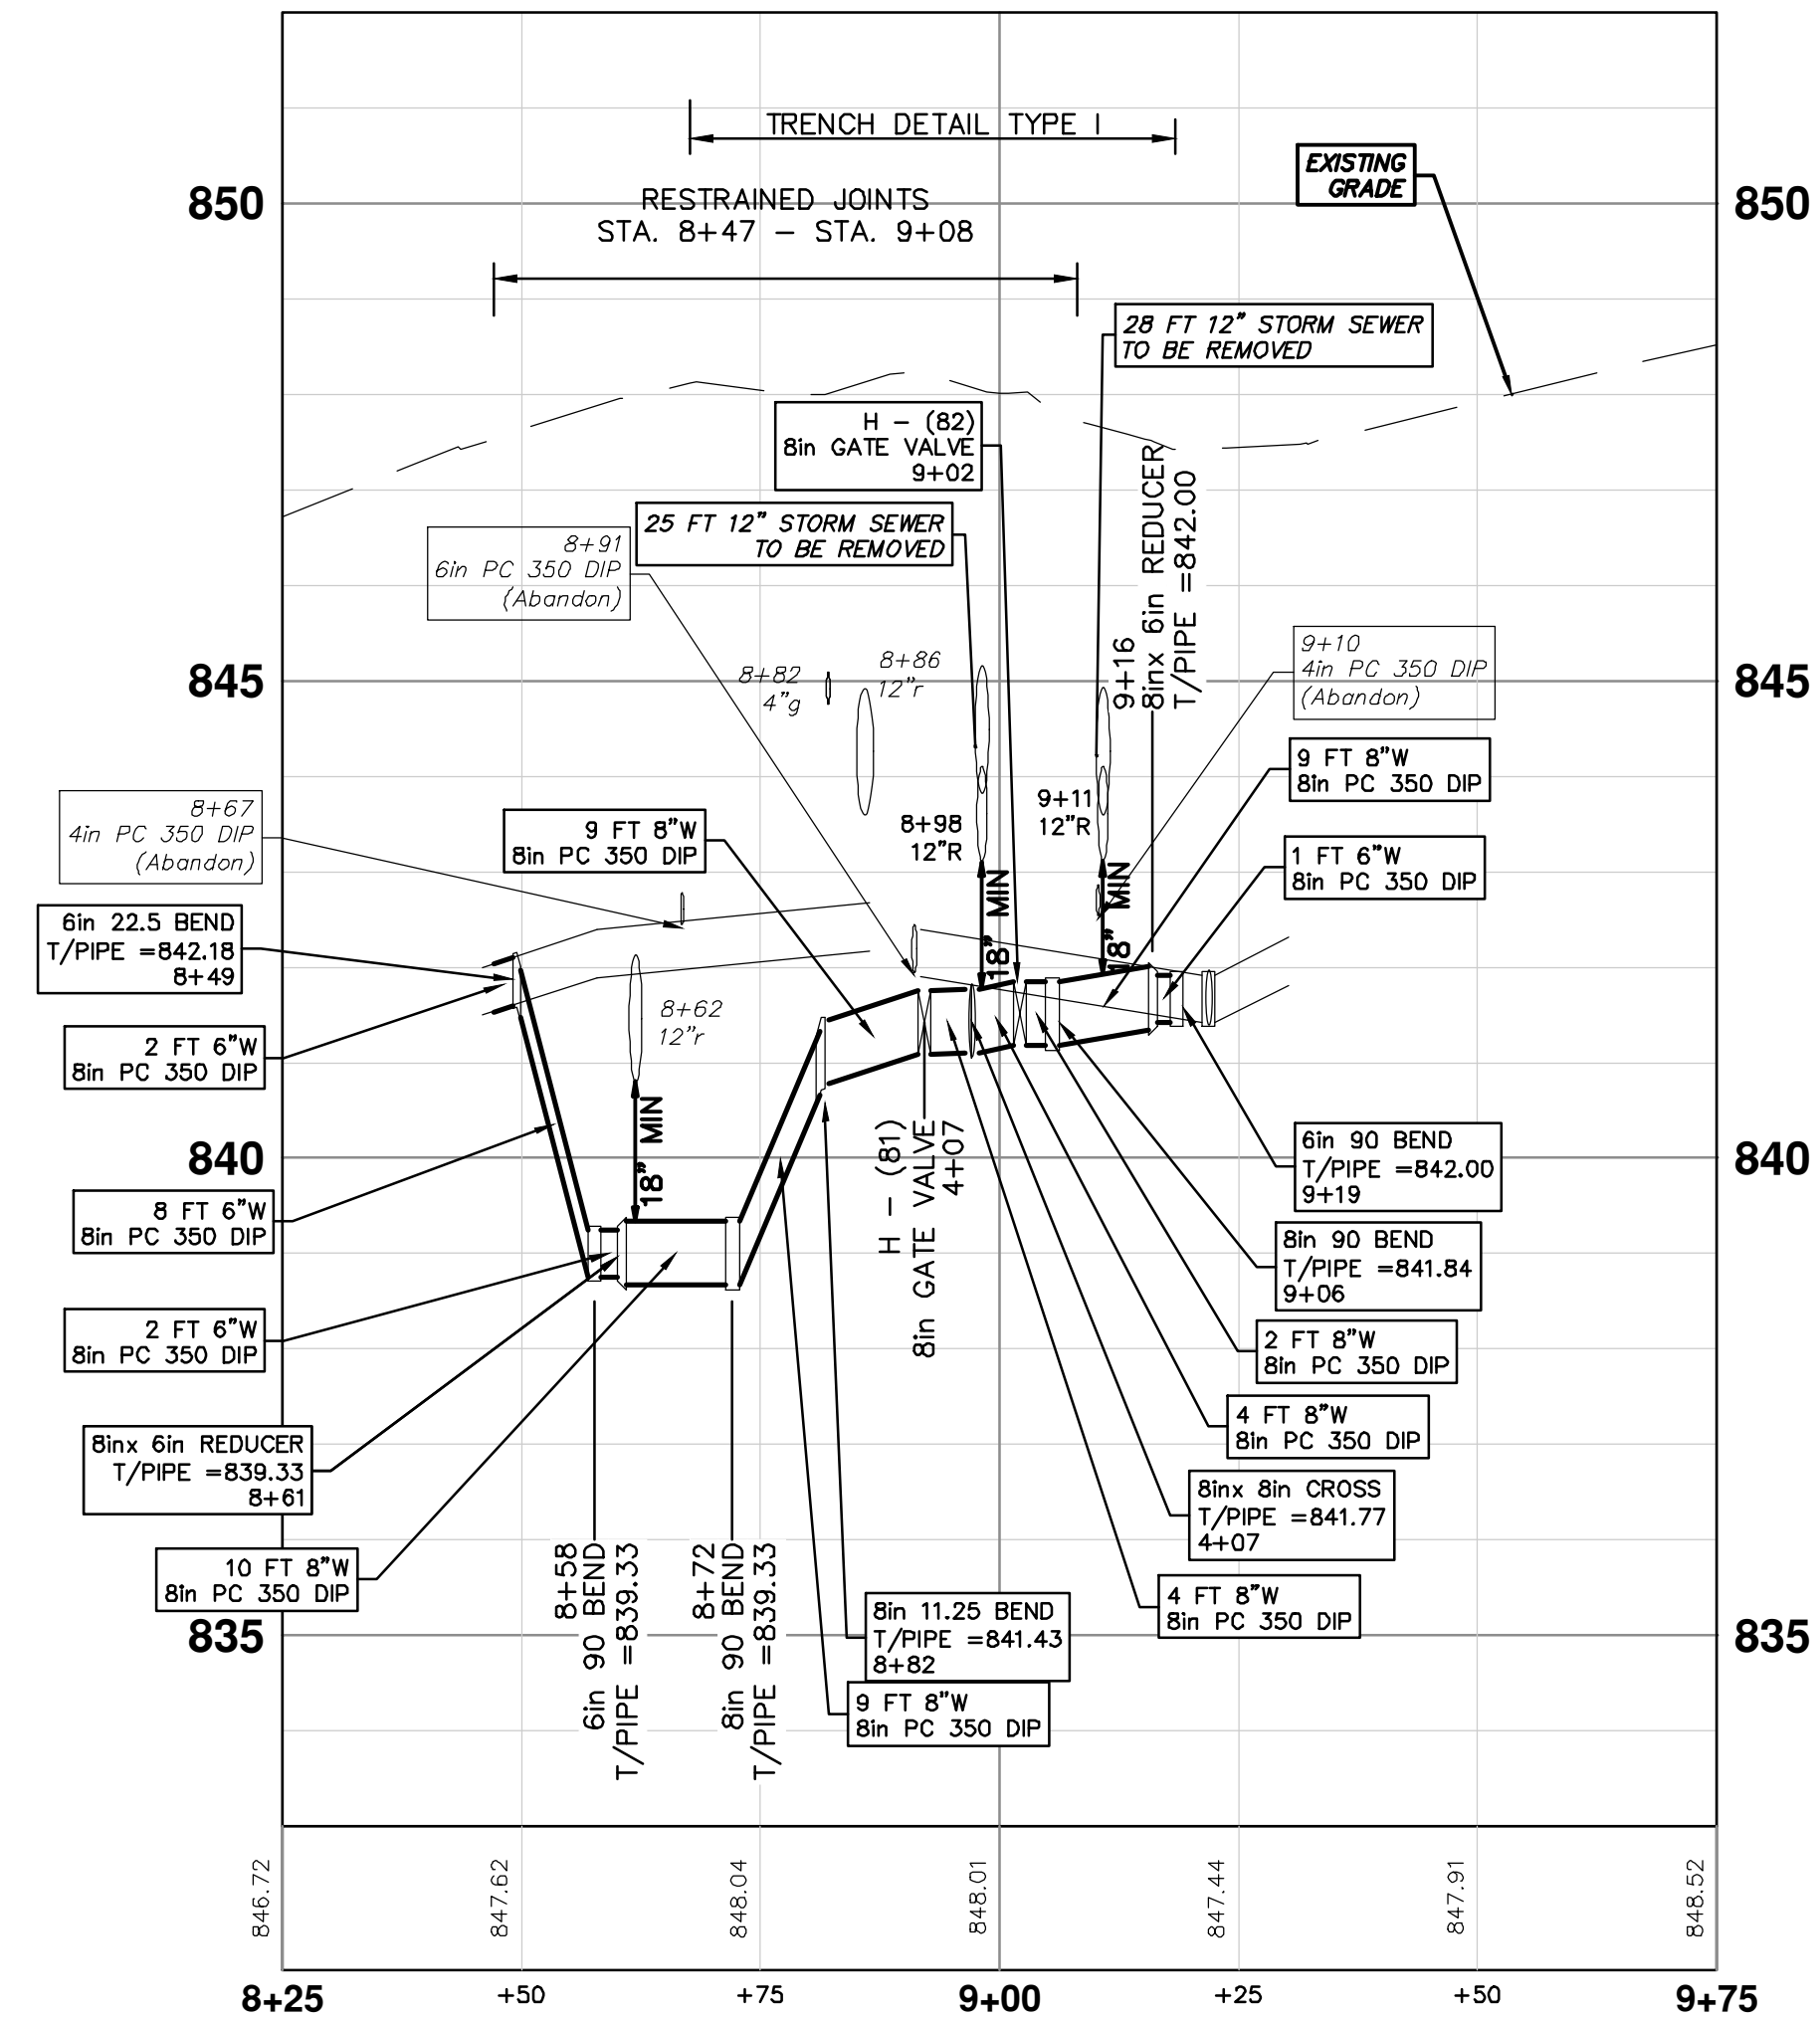 TRENCH DETAIL TYPE I
RESTRAINED JOINTS
STA. 8+47 – STA. 9+08
EXISTING
GRADE
850
850
28 FT 12" STORM SEWER
TO BE REMOVED
H – (82)
8in GATE VALVE
9+02
25 FT 12" STORM SEWER
TO BE REMOVED
8+91
6in PC 350 DIP
(Abandon)
9+16
8inx 6in REDUCER
T/PIPE =842.00
845
845
8+82
4"g
8+86
12"r
9+10
4in PC 350 DIP
(Abandon)
9 FT 8"W
8in PC 350 DIP
8+67
4in PC 350 DIP
(Abandon)
9 FT 8"W
8in PC 350 DIP
8+98
12"R
9+11
12"R
1 FT 6"W
8in PC 350 DIP
18" MIN
18" MIN
6in 22.5 BEND
T/PIPE =842.18
8+49
8+62
12"r
2 FT 6"W
8in PC 350 DIP
18" MIN
H – (81)
8in GATE VALVE
4+07
840
840
6in 90 BEND
T/PIPE =842.00
9+19
8 FT 6"W
8in PC 350 DIP
8in 90 BEND
T/PIPE =841.84
9+06
2 FT 6"W
8in PC 350 DIP
2 FT 8"W
8in PC 350 DIP
4 FT 8"W
8in PC 350 DIP
8inx 6in REDUCER
T/PIPE =839.33
8+61
8inx 8in CROSS
T/PIPE =841.77
4+07
10 FT 8"W
8in PC 350 DIP
8+58
6in 90 BEND
T/PIPE =839.33
8+72
8in 90 BEND
T/PIPE =839.33
4 FT 8"W
8in PC 350 DIP
835
835
8in 11.25 BEND
T/PIPE =841.43
8+82
9 FT 8"W
8in PC 350 DIP
846.72
847.62
848.04
848.01
847.44
847.91
848.52
8+25
+50
+75
9+00
+25
+50
9+75